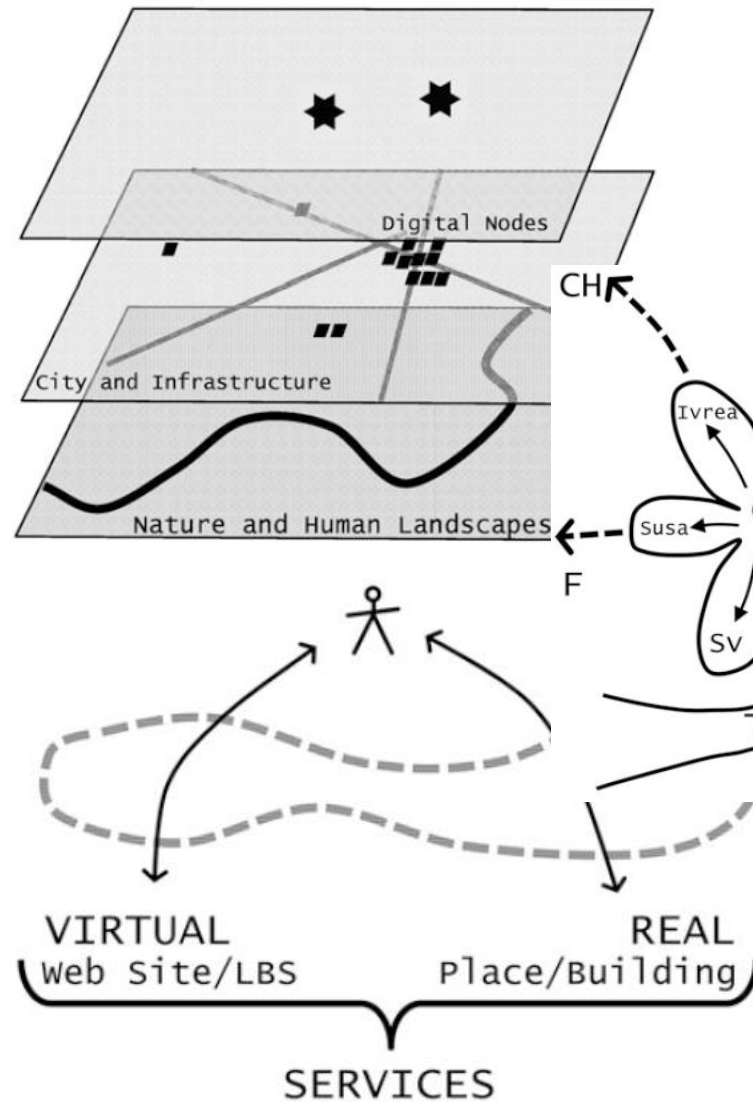 Digital Nodes
City and Infrastructure
Nature and Human Landscapes
CH
Ivrea
Susa
F
Sv
VIRTUAL
Web Site/LBS
REAL
Place/Building
SERVICES